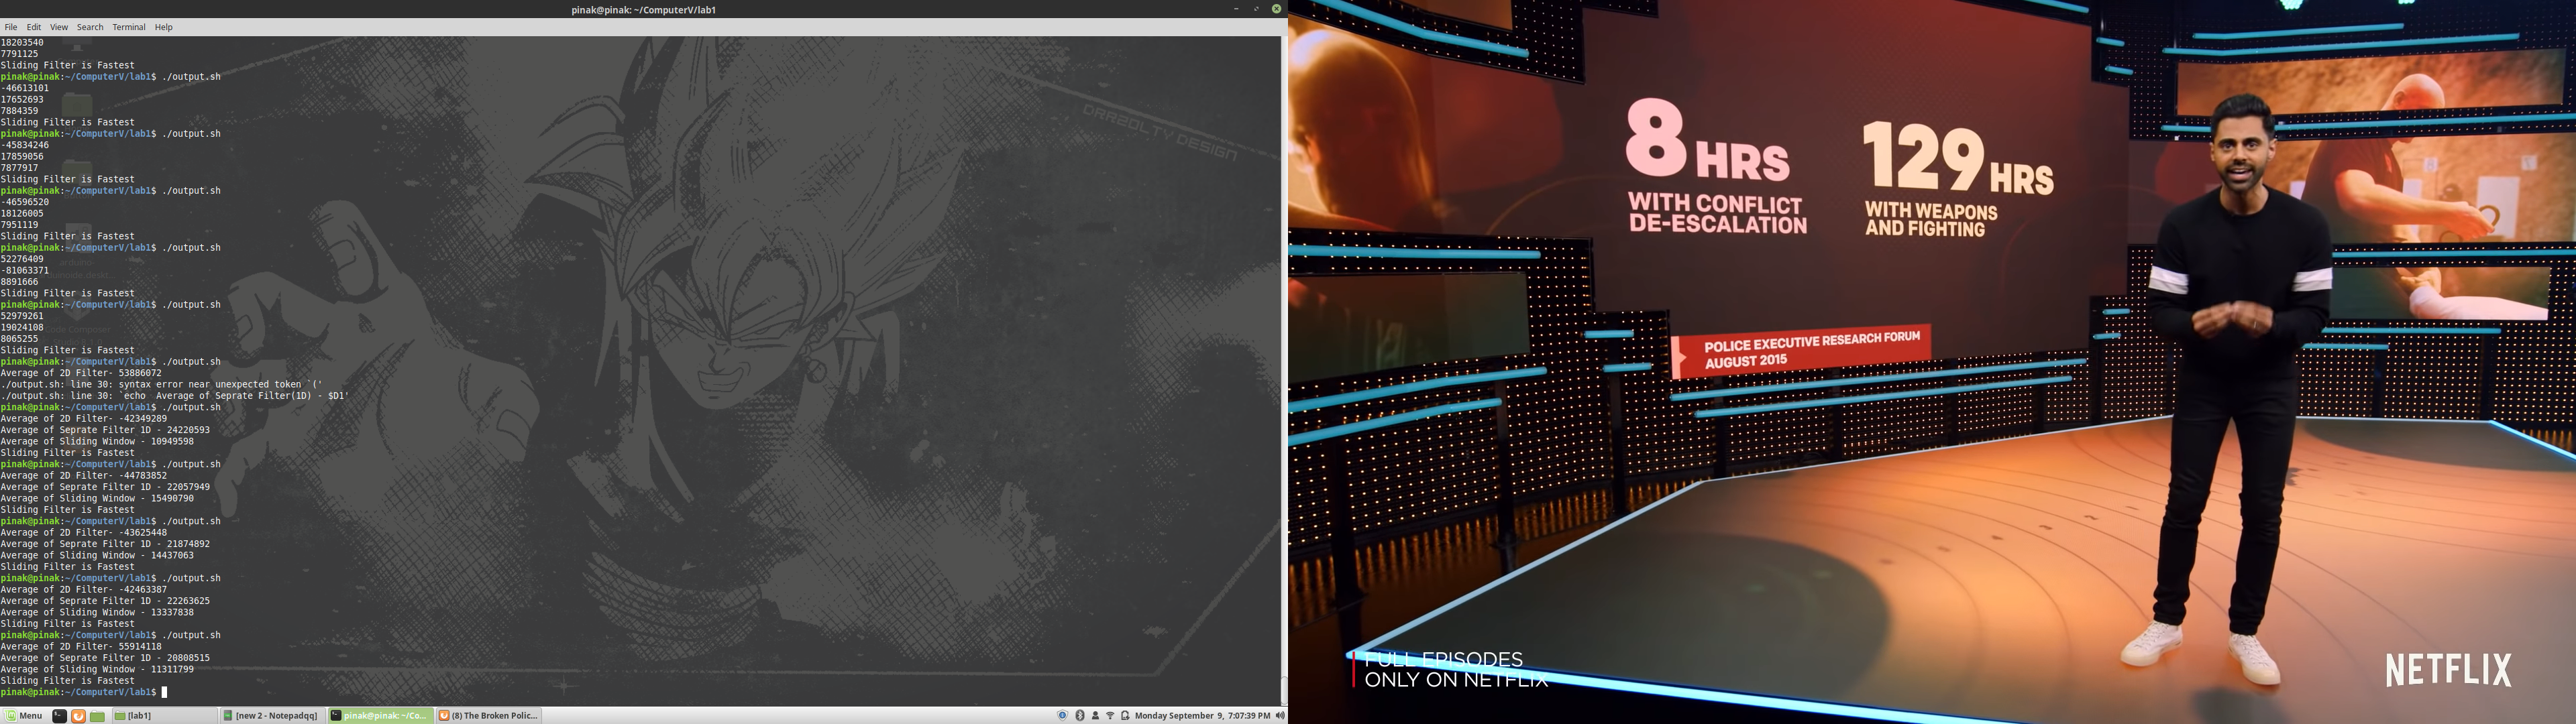 pinak@pinak: ~/ComputerV/lab1
File Edit View Search Terminal Help
18203540
7791125
Sliding Filter is Fastest
pinak@pinak:~/ComputerV/lab1$ ./output.sh
-46613101
17652693
7884359
Sliding Filter is Fastest
pinak@pinak:~/ComputerV/lab1$ ./output.sh
-45834246
17859056
7877917
Sliding Filter is Fastest
pinak@pinak:~/ComputerV/lab1$ ./output.sh
-46596520
18126005
7951119
Sliding Filter is Fastest
pinak@pinak:~/ComputerV/lab1$ ./output.sh
52276409
-81063371
8891666
Sliding Filter is Fastest
pinak@pinak:~/ComputerV/lab1$ ./output.sh
52979261
19024108
8065255
Sliding Filter is Fastest
pinak@pinak:~/ComputerV/lab1$ ./output.sh
Average of 2D Filter- 53886072
./output.sh: line 30: syntax error near unexpected token `('
./output.sh: line 30: `echo  Average of Seprate Filter(1D) - $D1'
pinak@pinak:~/ComputerV/lab1$ ./output.sh
Average of 2D Filter- -42349289
Average of Seprate Filter 1D - 24220593
Average of Sliding Window - 10949598
Sliding Filter is Fastest
pinak@pinak:~/ComputerV/lab1$ ./output.sh
Average of 2D Filter- -44783852
Average of Seprate Filter 1D - 22057949
Average of Sliding Window - 15490790
Sliding Filter is Fastest
pinak@pinak:~/ComputerV/lab1$ ./output.sh
Average of 2D Filter- -43625448
Average of Seprate Filter 1D - 21874892
Average of Sliding Window - 14437063
Sliding Filter is Fastest
pinak@pinak:~/ComputerV/lab1$ ./output.sh
Average of 2D Filter- -42463387
Average of Seprate Filter 1D - 22263625
Average of Sliding Window - 13337838
Sliding Filter is Fastest
pinak@pinak:~/ComputerV/lab1$ ./output.sh
Average of 2D Filter- 55914118
Average of Seprate Filter 1D - 20808515
Average of Sliding Window - 11311799
Sliding Filter is Fastest
pinak@pinak:~/ComputerV/lab1$
DRR20LTY DESIGN
Code Composer
Menu [lab1] [new 2 - Notepadqq] pinak@pinak: ~/Co... (8) The Broken Polic... Monday September 9, 7:07:39 PM
8 HRS
WITH CONFLICT
DE-ESCALATION
129 HRS
WITH WEAPONS
AND FIGHTING
POLICE EXECUTIVE RESEARCH FORUM
AUGUST 2015
FULL EPISODES
ONLY ON NETFLIX
NETFLIX